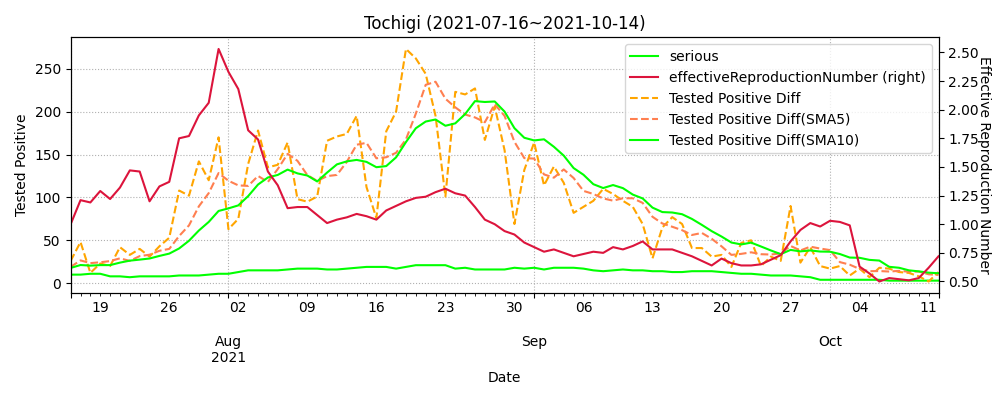 Tochigi (2021-07-16~2021-10-14)
serious
effectiveReproductionNumber (right)
Tested Positive Diff
Tested Positive Diff(SMA5)
Tested Positive Diff(SMA10)
Tested Positive
250
200
150
100
50
0
2.50
2.25
2.00
1.75
1.50
1.25
1.00
0.75
0.50
Effective Reproduction Number
19 26 02 09 16 23 30 06 13 20 27 04 11
Aug Sep Oct
2021
Date